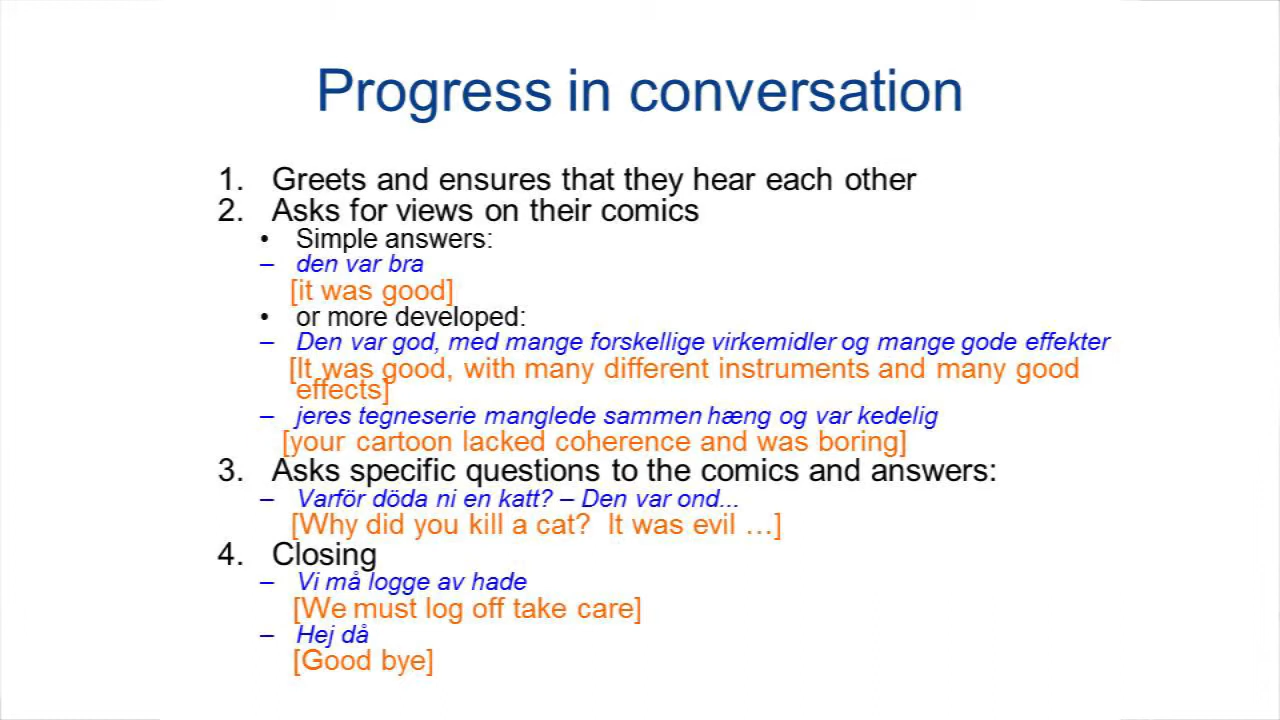 Progress in conversation
1. Greets and ensures that they hear each other
2. Asks for views on their comics
• Simple answers:
– den var bra
[it was good]
• or more developed:
– Den var god, med mange forskellige virkemidler og mange gode effekter
[It was good, with many different instruments and many good
effects]
– jeres tegneserie manglede sammen hæng og var kedelig
[your cartoon lacked coherence and was boring]
3. Asks specific questions to the comics and answers:
– Varför döda ni en katt? – Den var ond...
[Why did you kill a cat? It was evil …]
4. Closing
– Vi må logge av hade
[We must log off take care]
– Hej då
[Good bye]